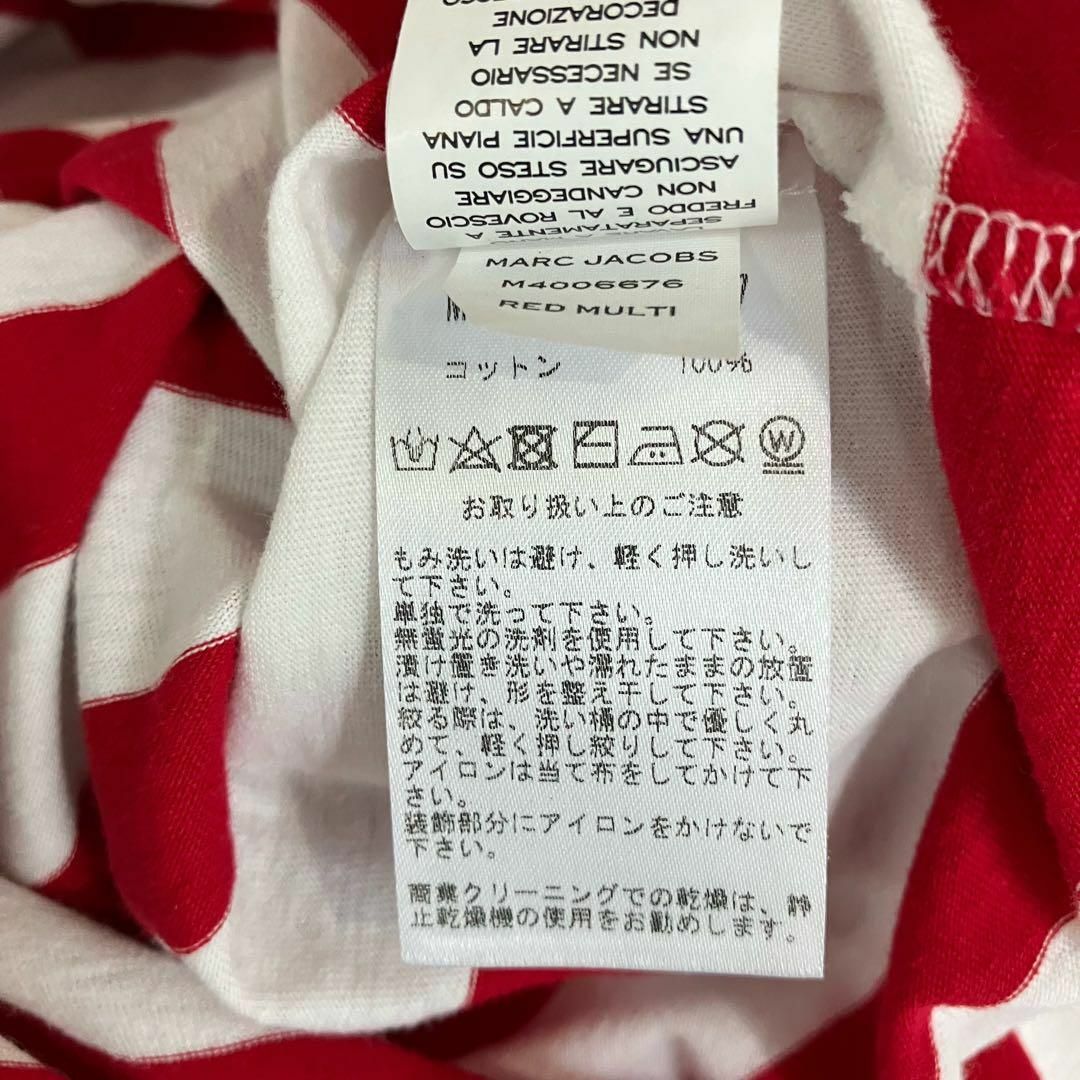 DECORAZIONE
NON STIRARE LA
SE NECESSARIO
STIRARE A CALDO
UNA SUPERFICIE PIANA
ASCIUGARE STESO SU
NON CANDEGGIARE
FREDDO E AL ROVESCIO
SEPARATAMENTE A
MARC JACOBS
M4006676
RED MULTI
コットン 100%
W
お取り扱い上のご注意
もみ洗いは避け、軽く押し洗いし
て下さい。
単独で洗って下さい。
無蛍光の洗剤を使用して下さい。
漬け置き洗いや濡れたままの放置
は避け、形を整え干して下さい。
絞る際は、洗い桶の中で優しく丸
めて、軽く押し絞りして下さい。
アイロンは当て布をしてかけて下
さい。
装飾部分にアイロンをかけないで
下さい。
商業クリーニングでの乾燥は、静
止乾燥機の使用をお勧めします。